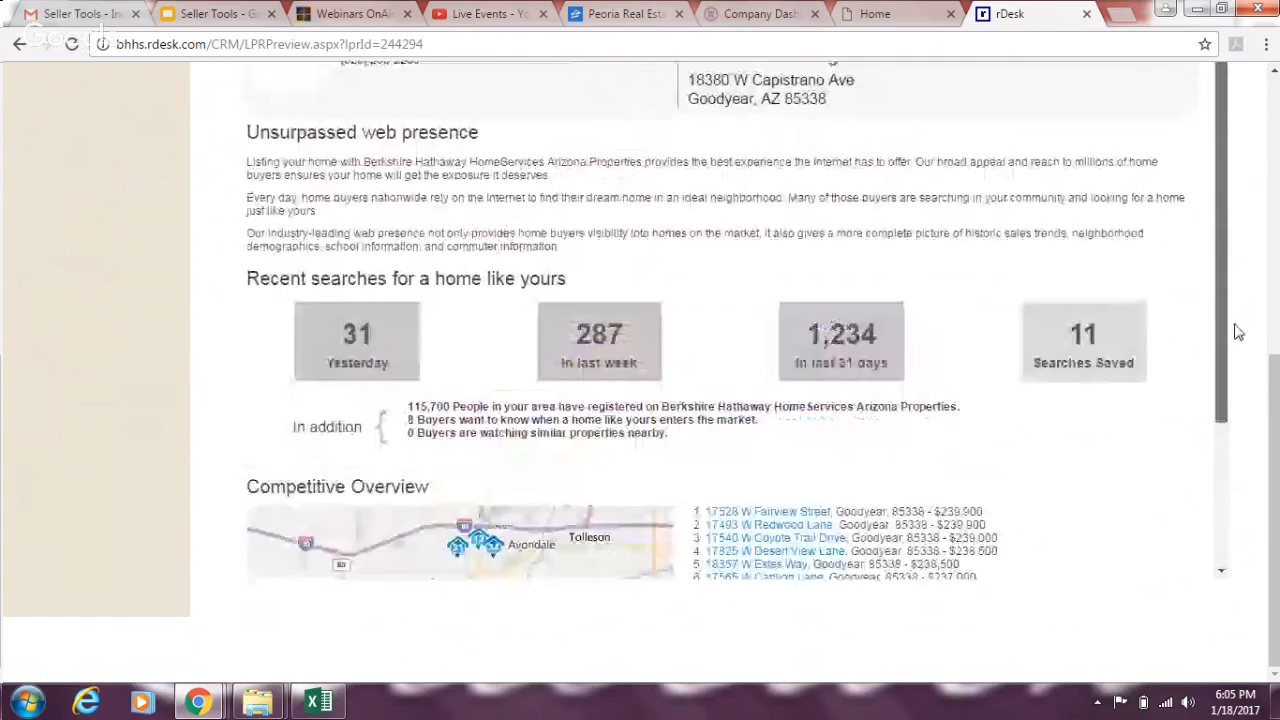 Seller Tools - In
Seller Tools - G
Webinars OnAi
Live Events - Yo
Peoria Real Esta
Company Dash
Home
rDesk
bhhs.rdesk.com/CRM/LPRPreview.aspx?lprId=244294
18380 W Capistrano Ave
Goodyear, AZ 85338
Unsurpassed web presence
Listing your home with Berkshire Hathaway HomeServices Arizona Properties provides the best experience the Internet has to offer. Our broad appeal and reach to millions of home
buyers ensures your home will get the exposure it deserves
Every day, home buyers nationwide rely on the Internet to find their dream home in an ideal neighborhood. Many of those buyers are searching in your community and looking for a home
just like yours
Our industry-leading web presence not only provides home buyers visibility into homes on the market, it also gives a more complete picture of historic sales trends, neighborhood
demographics, school information, and commuter information
Recent searches for a home like yours
31
Yesterday
287
In last week
1,234
In last 31 days
11
Searches Saved
In addition
115,700 People in your area have registered on Berkshire Hathaway HomeServices Arizona Properties.
8 Buyers want to know when a home like yours enters the market.
0 Buyers are watching similar properties nearby.
Competitive Overview
Avondale
Tolleson
1. 17528 W Fairview Street, Goodyear, 85338 - $239,900
2. 17493 W Redwood Lane, Goodyear, 85338 - $239,900
3. 17540 W Coyote Trail Drive, Goodyear, 85338 - $239,000
4. 17825 W Desert View Lane, Goodyear, 85338 - $238,500
5. 18357 W Estes Way, Goodyear, 85338 - $238,500
6. 17565 W Canyon Lane, Goodyear, 85338 - $237,000
6:05 PM
1/18/2017